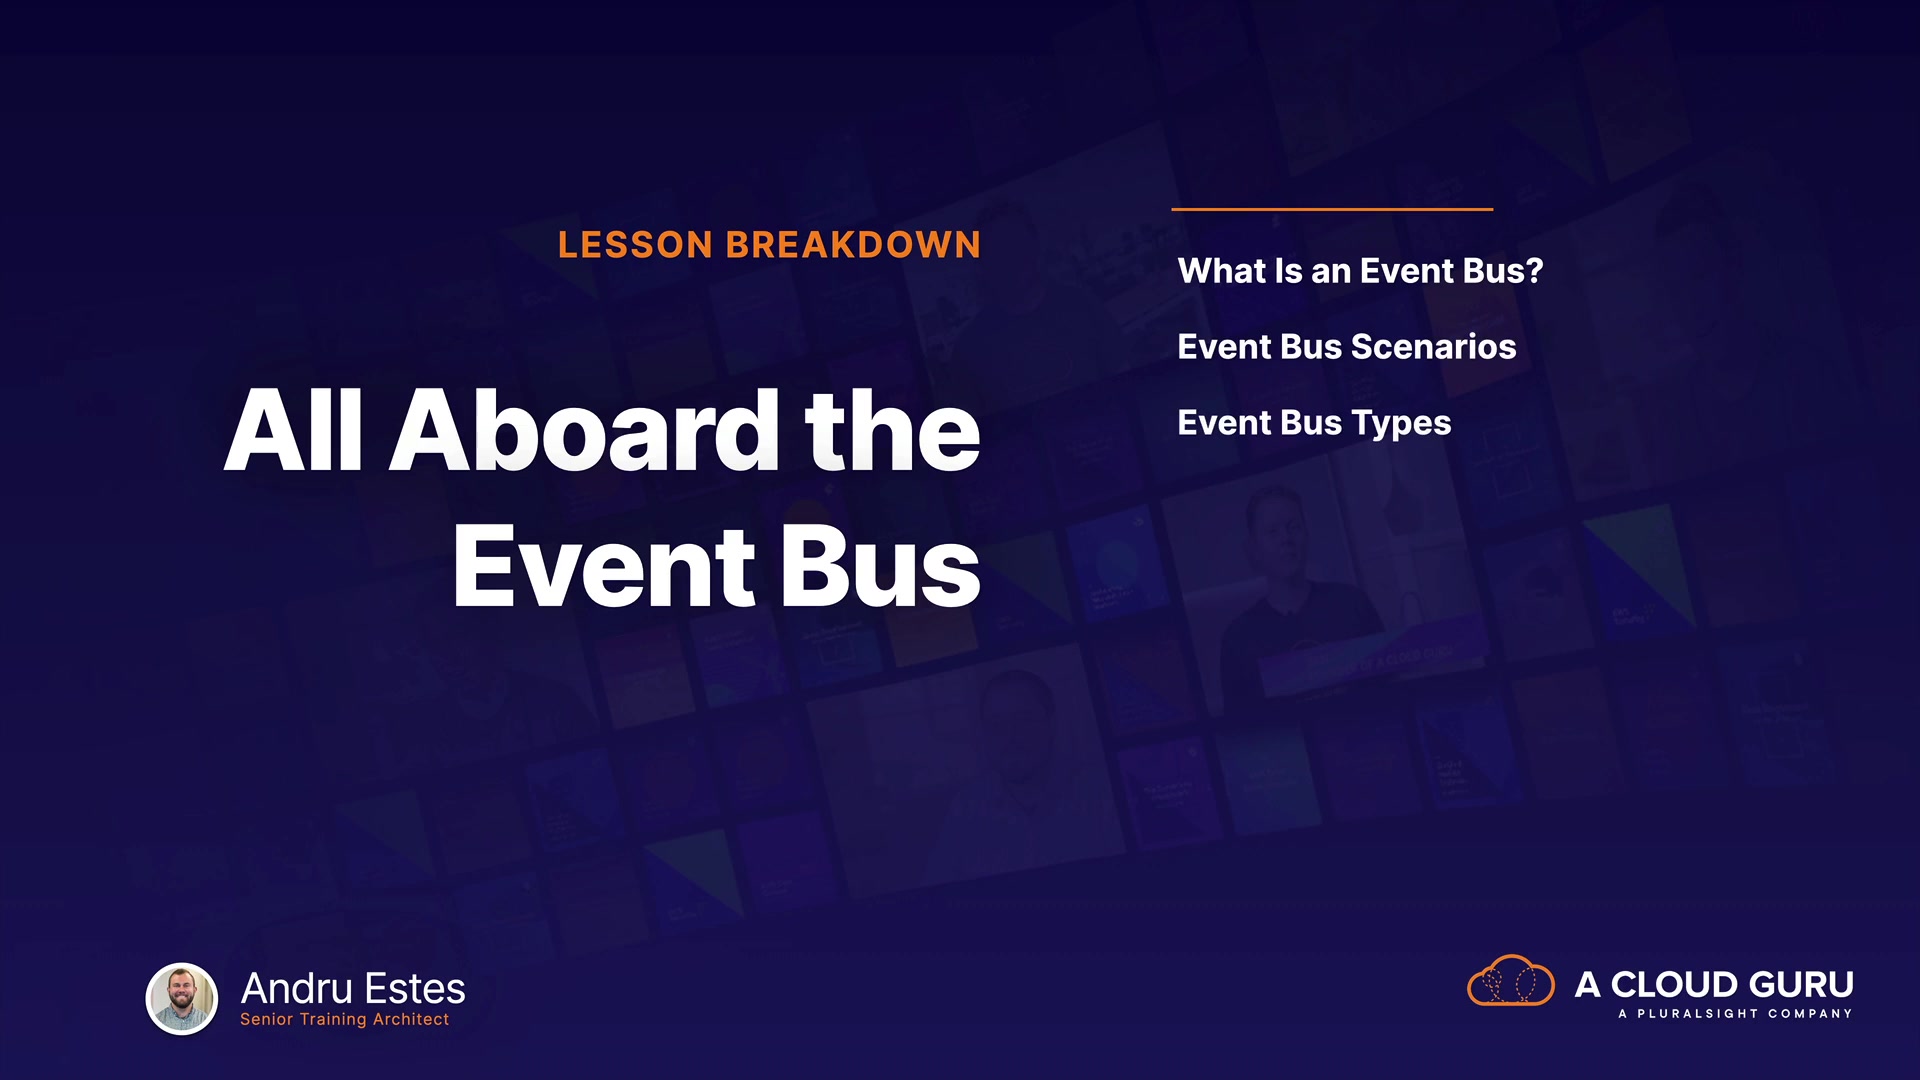 LESSON BREAKDOWN
All Aboard the
Event Bus
What Is an Event Bus?
Event Bus Scenarios
Event Bus Types
Andru Estes
Senior Training Architect
A CLOUD GURU
A PLURALSIGHT COMPANY